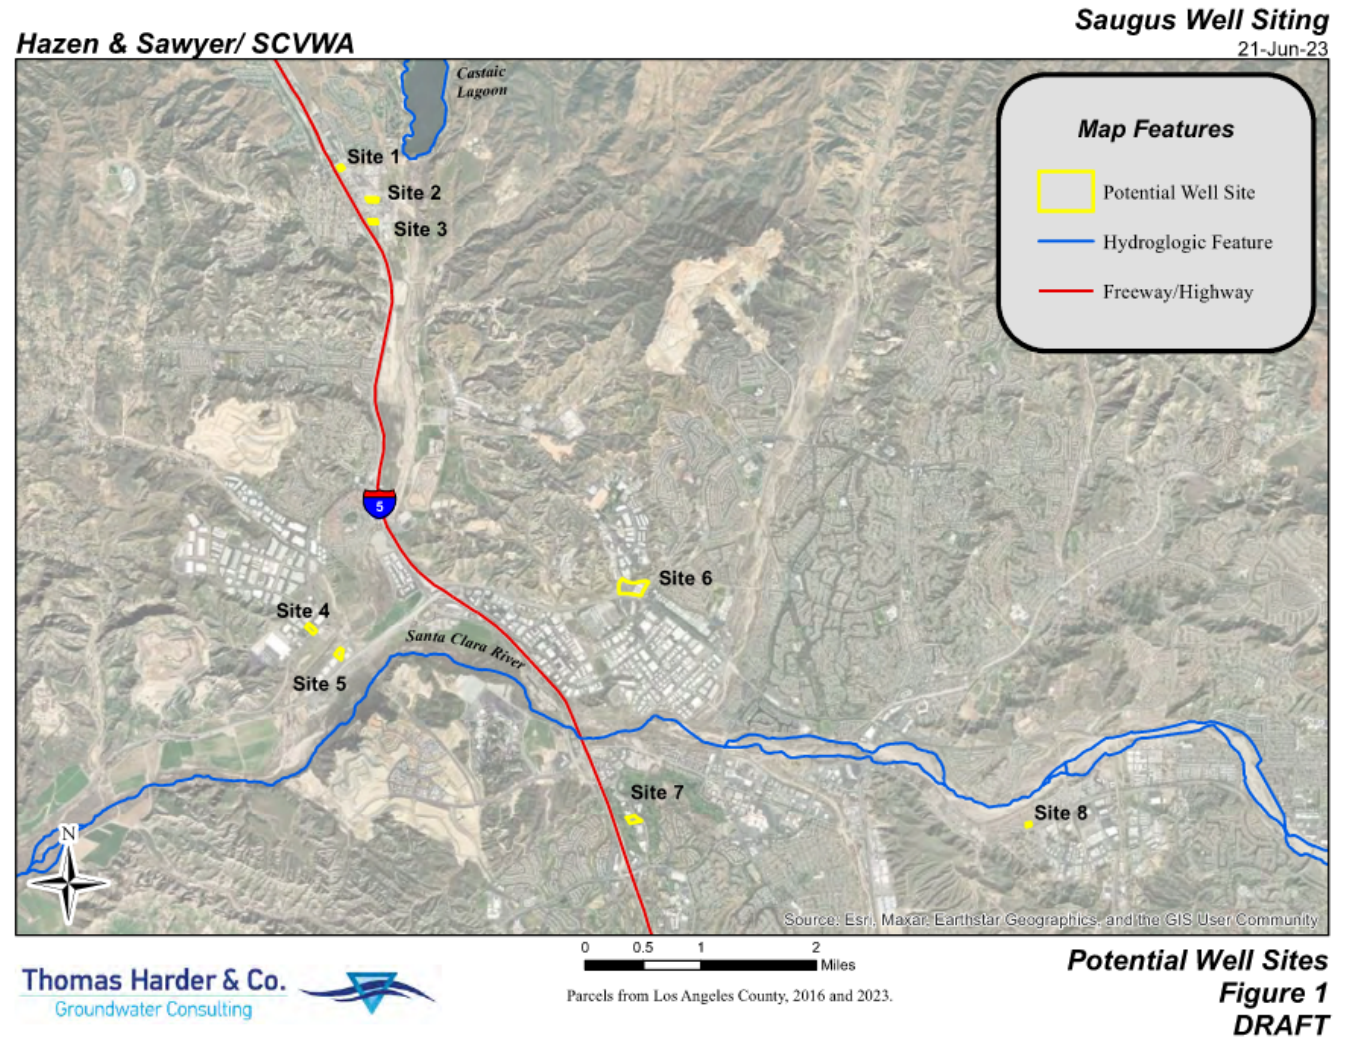 Hazen & Sawyer/ SCVWA
Saugus Well Siting
21-Jun-23
Castaic
Lagoon
Map Features
Potential Well Site
Hydroglogic Feature
Freeway/Highway
Site 1
Site 2
Site 3
5
Site 6
Site 4
Santa Clara River
Site 5
Site 7
Site 8
N
Source: Esri, Maxar, Earthstar Geographics, and the GIS User Community
0 0.5 1 2
Miles
Parcels from Los Angeles County, 2016 and 2023.
Thomas Harder & Co.
Groundwater Consulting
Potential Well Sites
Figure 1
DRAFT